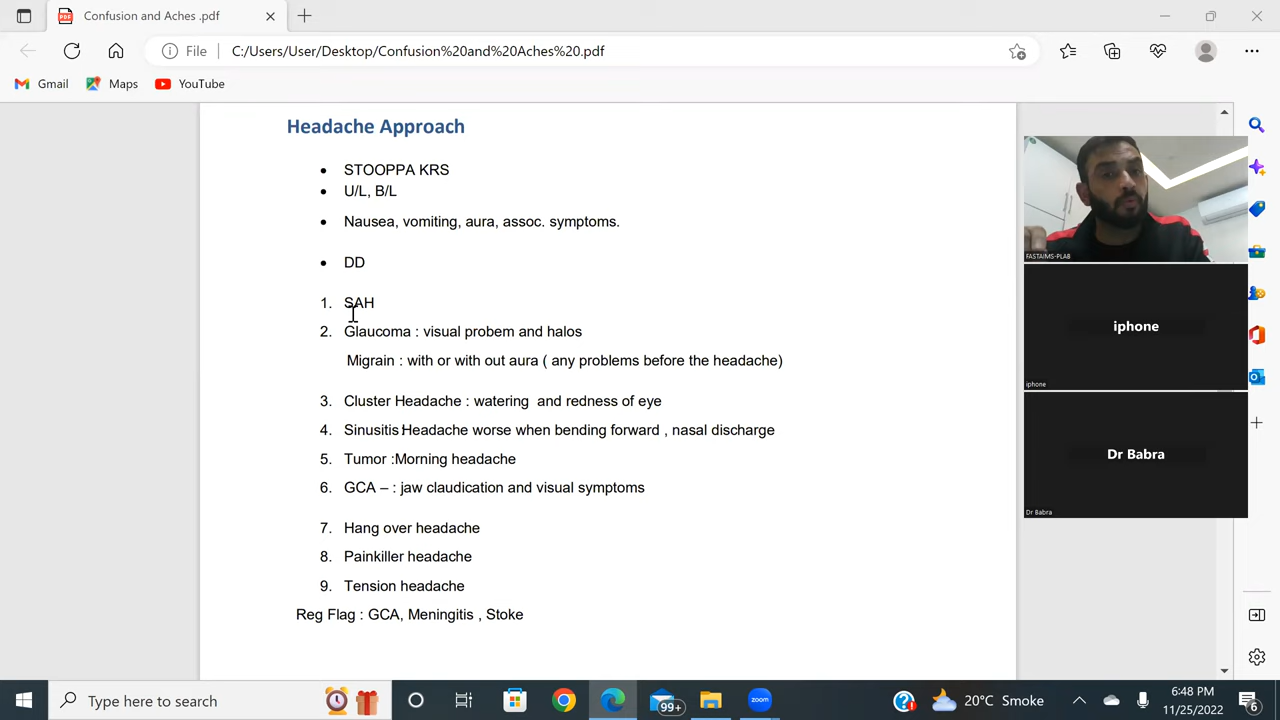 Confusion and Aches .pdf
File
C:/Users/User/Desktop/Confusion%20and%20Aches%20.pdf
Gmail
Maps
YouTube
Headache Approach
• STOOPPA KRS
• U/L, B/L
• Nausea, vomiting, aura, assoc. symptoms.
• DD
1. SAH
2. Glaucoma : visual probem and halos
Migrain : with or with out aura ( any problems before the headache)
3. Cluster Headache : watering and redness of eye
4. Sinusitis:Headache worse when bending forward , nasal discharge
5. Tumor :Morning headache
6. GCA – : jaw claudication and visual symptoms
7. Hang over headache
8. Painkiller headache
9. Tension headache
Reg Flag : GCA, Meningitis , Stoke
FASTAIMS-PLAB
iphone
iphone
Dr Babra
Dr Babra
Type here to search
99+
zoom
20°C Smoke
6:48 PM
11/25/2022
6